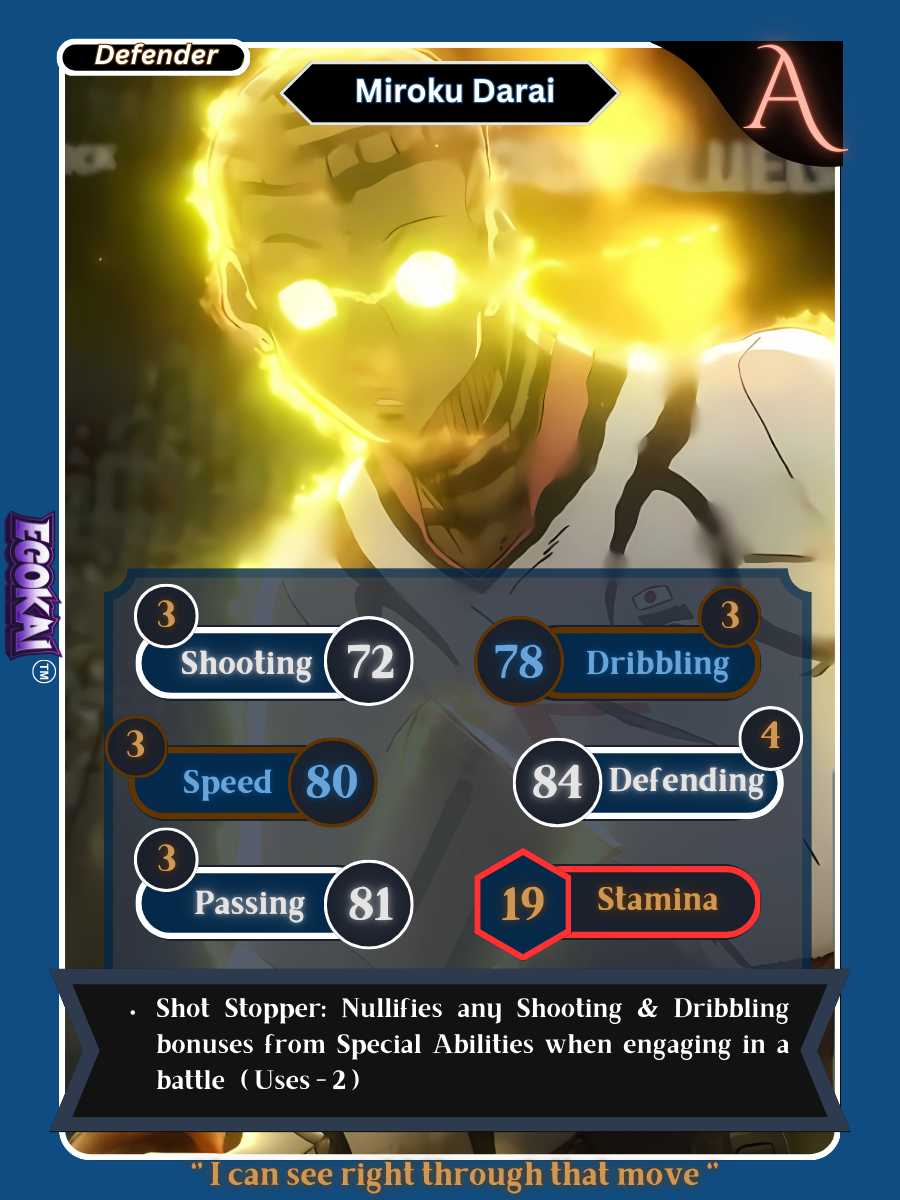 Defender
Miroku Darai
A
3
Shooting 72
78 Dribbling
3
3
Speed 80
84 Defending
4
3
Passing 81
19 Stamina
EGOKAI
TM
• Shot Stopper: Nullifies any Shooting & Dribbling
bonuses from Special Abilities when engaging in a
battle (Uses - 2)
" I can see right through that move "